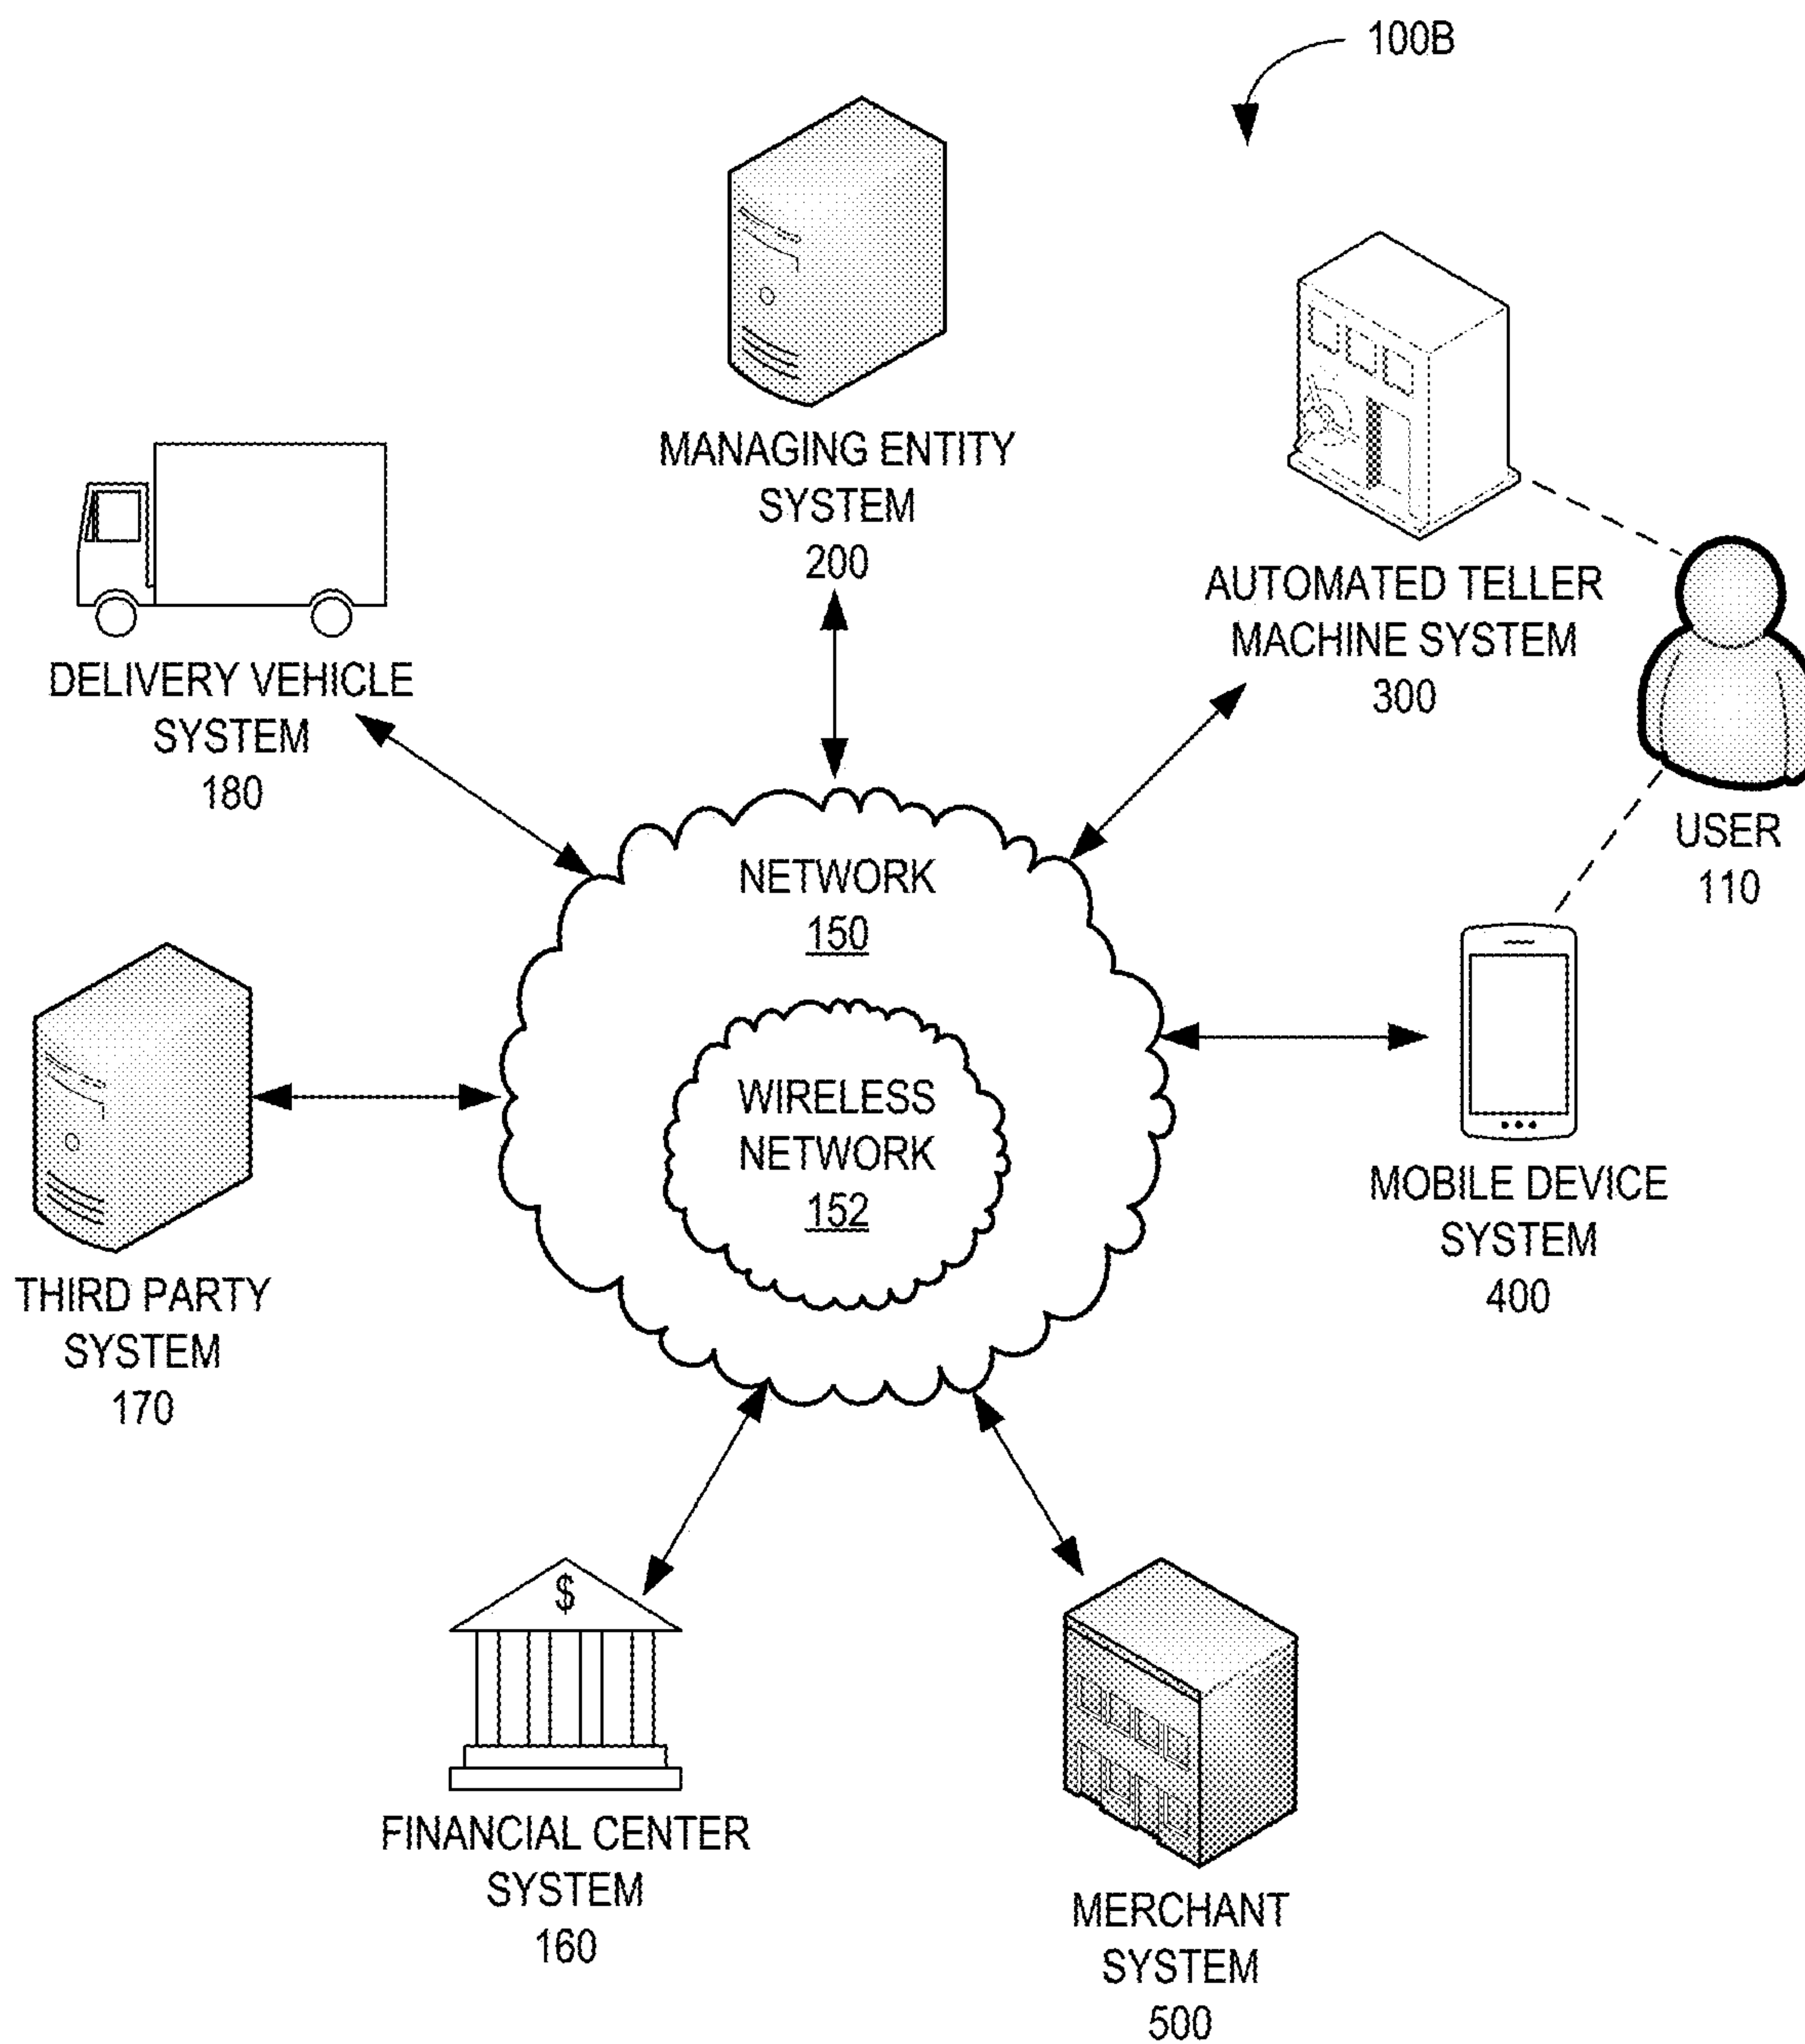 100B
MANAGING ENTITY
SYSTEM
200
AUTOMATED TELLER
MACHINE SYSTEM
300
DELIVERY VEHICLE
SYSTEM
180
USER
110
NETWORK
150
WIRELESS
NETWORK
152
MOBILE DEVICE
SYSTEM
400
THIRD PARTY
SYSTEM
170
$
FINANCIAL CENTER
SYSTEM
160
MERCHANT
SYSTEM
500